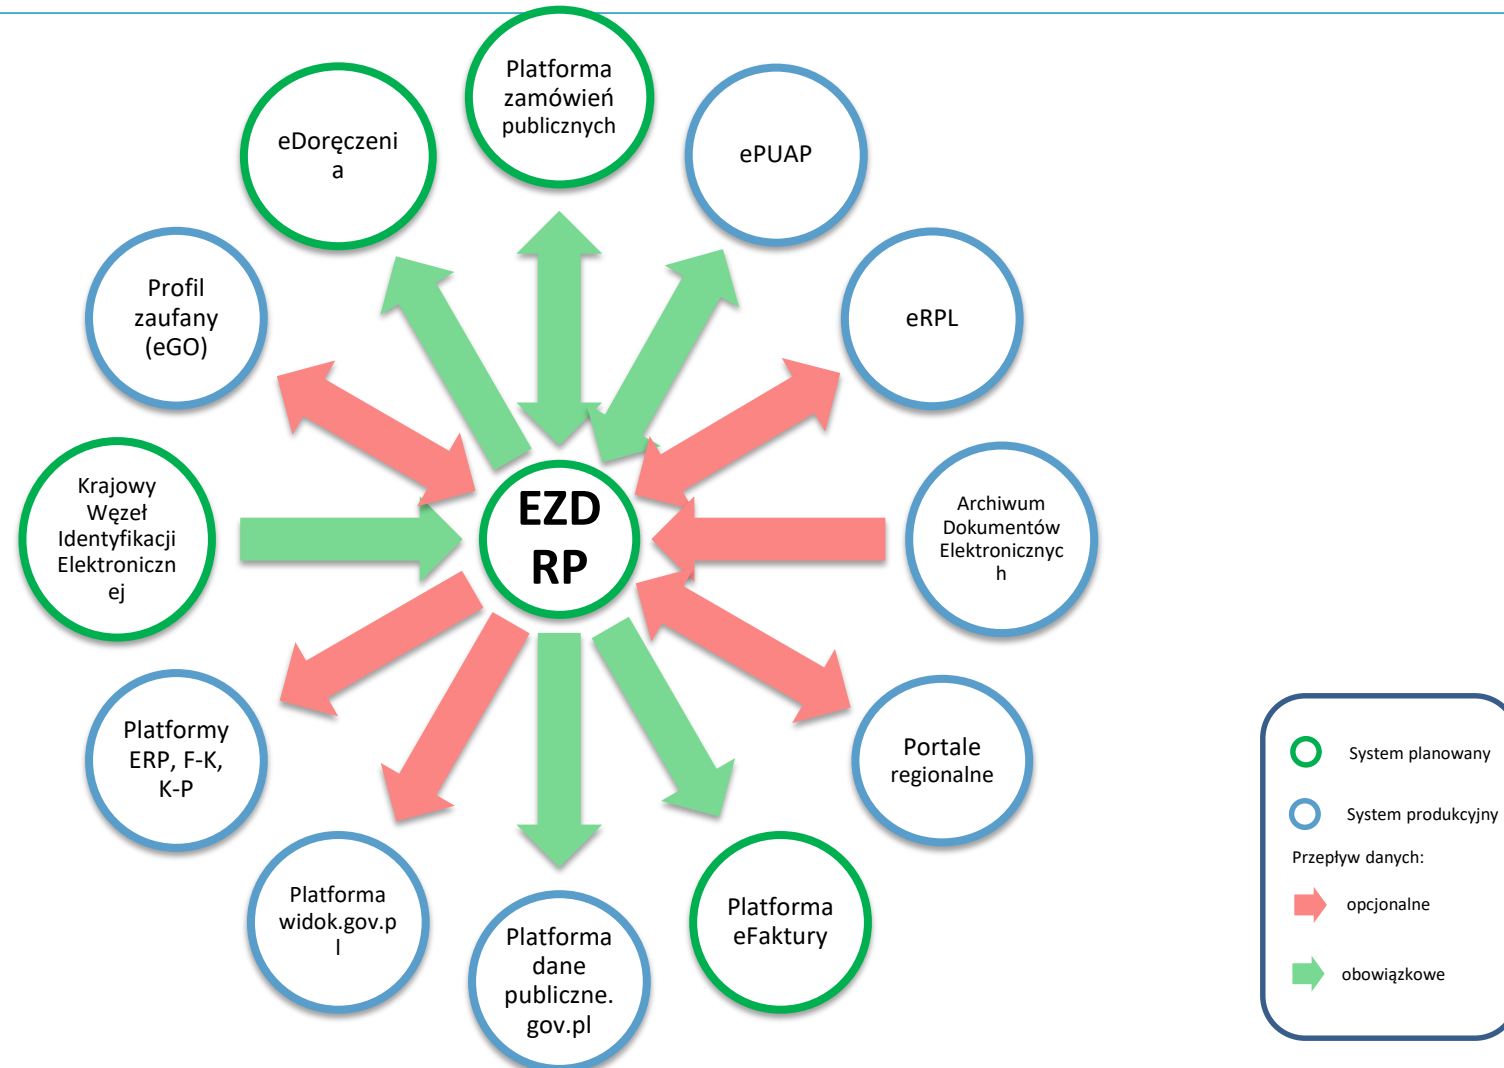 Platforma
zamówień
publicznych
eDoręczeni
a
ePUAP
Profil
zaufany
(eGO)
eRPL
Krajowy
Węzeł
Identyfikacji
Elektroniczn
ej
EZD
RP
Archiwum
Dokumentów
Elektronicznyc
h
Platformy
ERP, F-K,
K-P
Portale
regionalne
Platforma
widok.gov.p
l
Platforma
dane
publiczne.
gov.pl
Platforma
eFaktury
System planowany
System produkcyjny
Przepływ danych:
opcjonalne
obowiązkowe